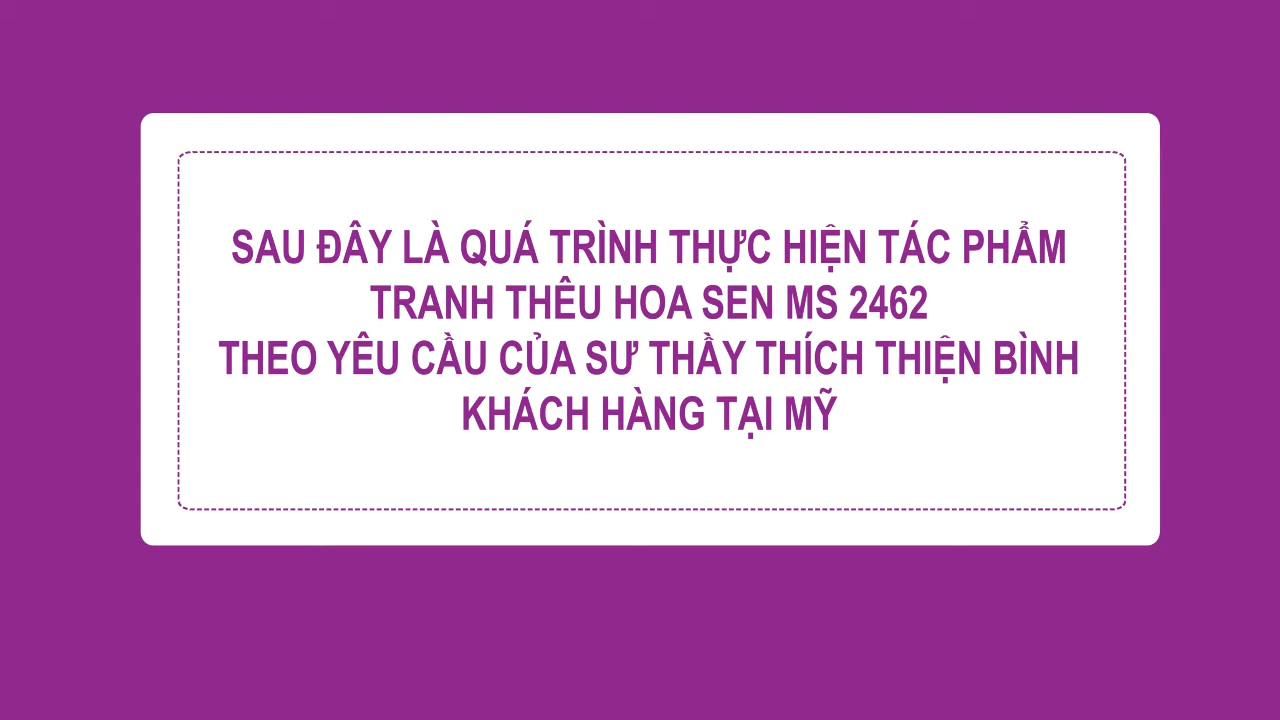 SAU ĐÂY LÀ QUÁ TRÌNH THỰC HIỆN TÁC PHẨM
TRANH THÊU HOA SEN MS 2462
THEO YÊU CẦU CỦA SƯ THẦY THÍCH THIỆN BÌNH
KHÁCH HÀNG TẠI MỸ